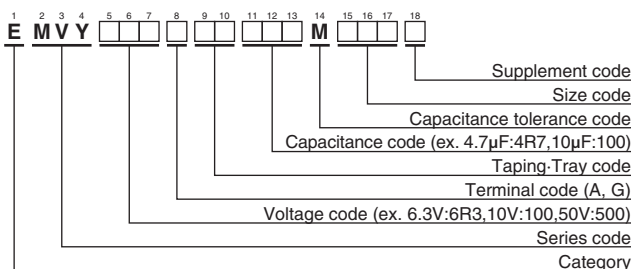 1 2 3 4 5 6 7 8 9 10 11 12 13 14 15 16 17 18
E M V Y M
Supplement code
Size code
Capacitance tolerance code
Capacitance code (ex. 4.7μF:4R7,10μF:100)
Taping·Tray code
Terminal code (A, G)
Voltage code (ex. 6.3V:6R3,10V:100,50V:500)
Series code
Category